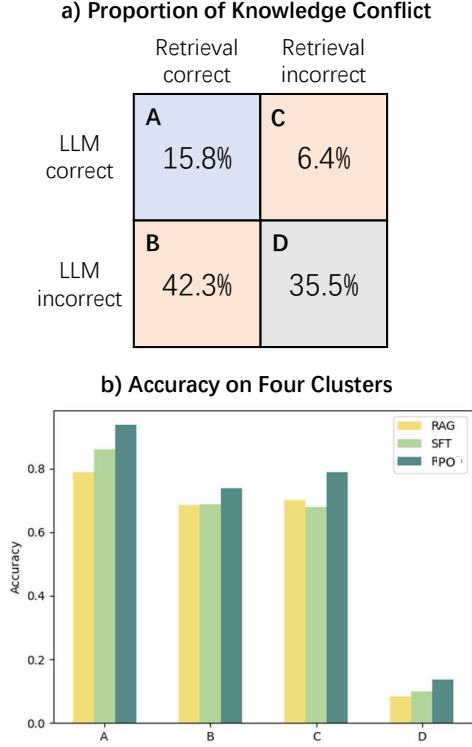 a) Proportion of Knowledge Conflict
Retrieval correct
Retrieval incorrect
LLM correct
A
15.8%
C
6.4%
LLM incorrect
B
42.3%
D
35.5%
b) Accuracy on Four Clusters
RAG
SFT
RPO
Accuracy
0.8
0.6
0.4
0.2
0.0
A
B
C
D